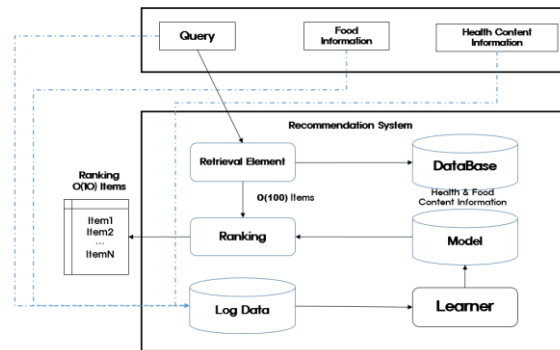 Query
Food
Information
Health Content
Information
Recommendation System
Retrieval Element
DataBase
Ranking
O(10) Items
O(100) Items
Health & Food
Content Information
Item1
Item2
...
ItemN
Ranking
Model
Log Data
Learner